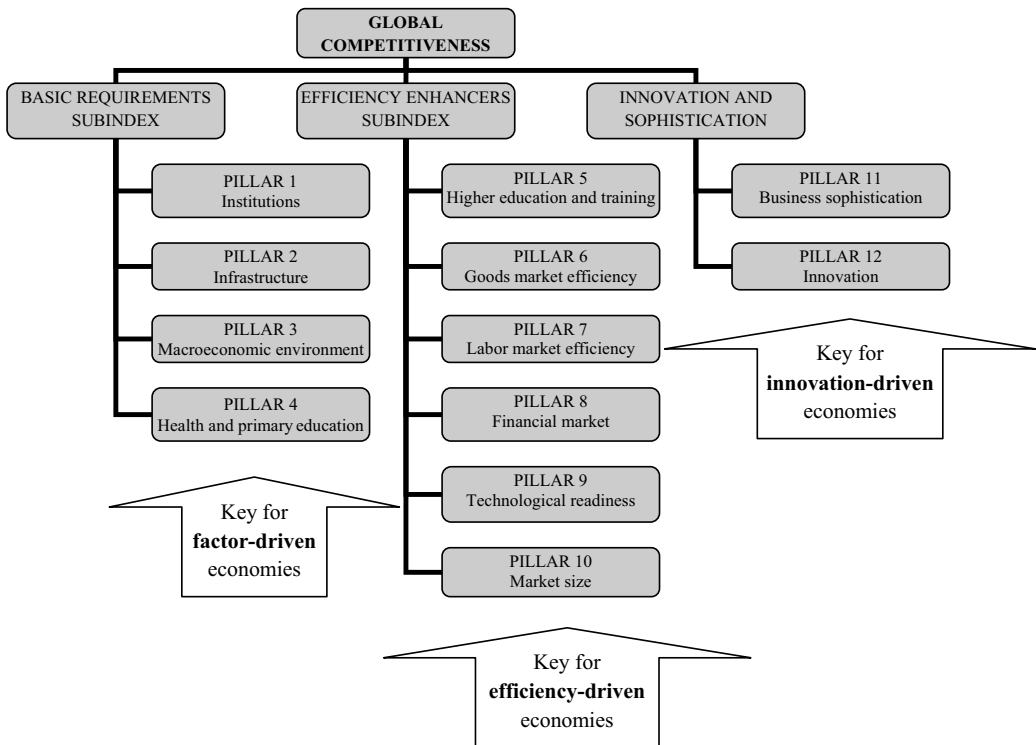 GLOBAL
COMPETITIVENESS
BASIC REQUIREMENTS
SUBINDEX
EFFICIENCY ENHANCERS
SUBINDEX
INNOVATION AND
SOPHISTICATION
PILLAR 1
Institutions
PILLAR 2
Infrastructure
PILLAR 3
Macroeconomic environment
PILLAR 4
Health and primary education
Key for
factor-driven
economies
PILLAR 5
Higher education and training
PILLAR 6
Goods market efficiency
PILLAR 7
Labor market efficiency
PILLAR 8
Financial market
PILLAR 9
Technological readiness
PILLAR 10
Market size
Key for
efficiency-driven
economies
PILLAR 11
Business sophistication
PILLAR 12
Innovation
Key for
innovation-driven
economies